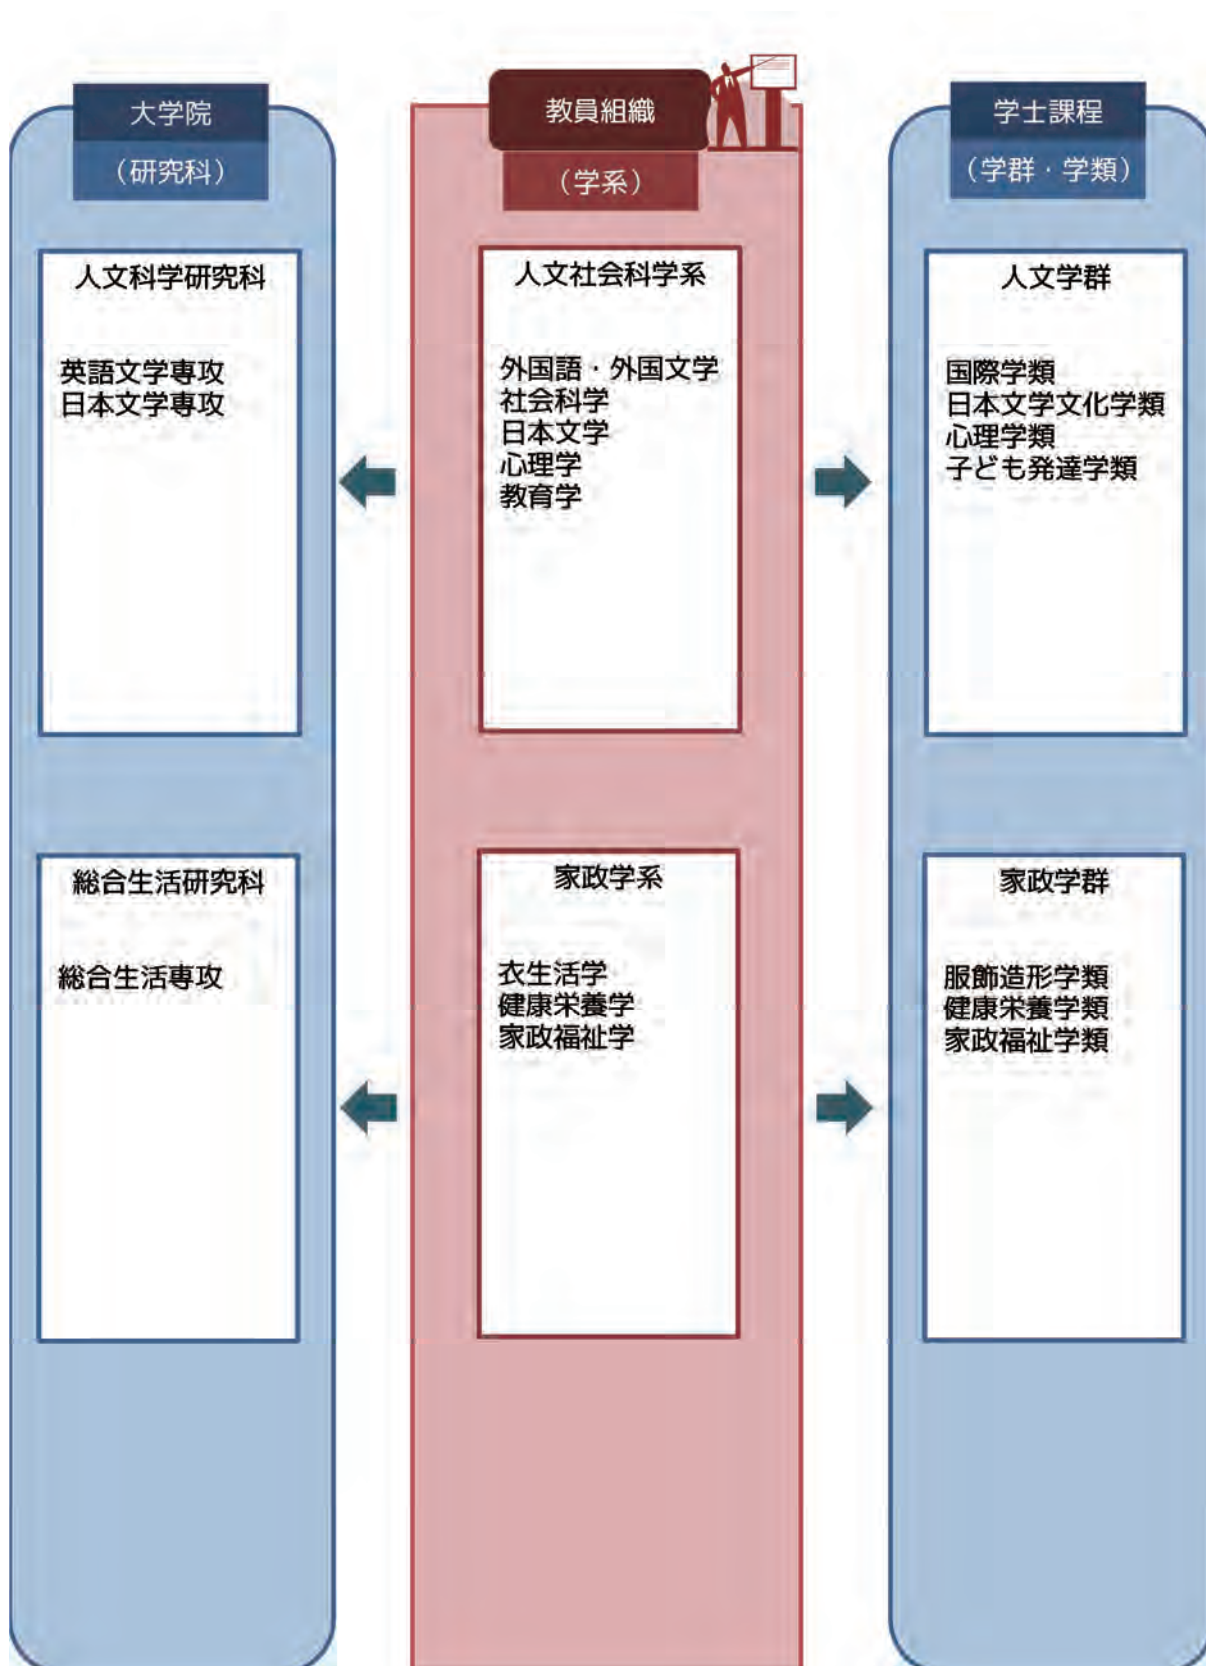 大学院
（研究科）
人文科学研究科
英語文学専攻
日本文学専攻
総合生活研究科
総合生活専攻
教員組織
（学系）
人文社会科学系
外国語・外国文学
社会科学
日本文学
心理学
教育学
家政学系
衣生活学
健康栄養学
家政福祉学
学士課程
（学群・学類）
人文学群
国際学類
日本文学文化学類
心理学類
子ども発達学類
家政学群
服飾造形学類
健康栄養学類
家政福祉学類